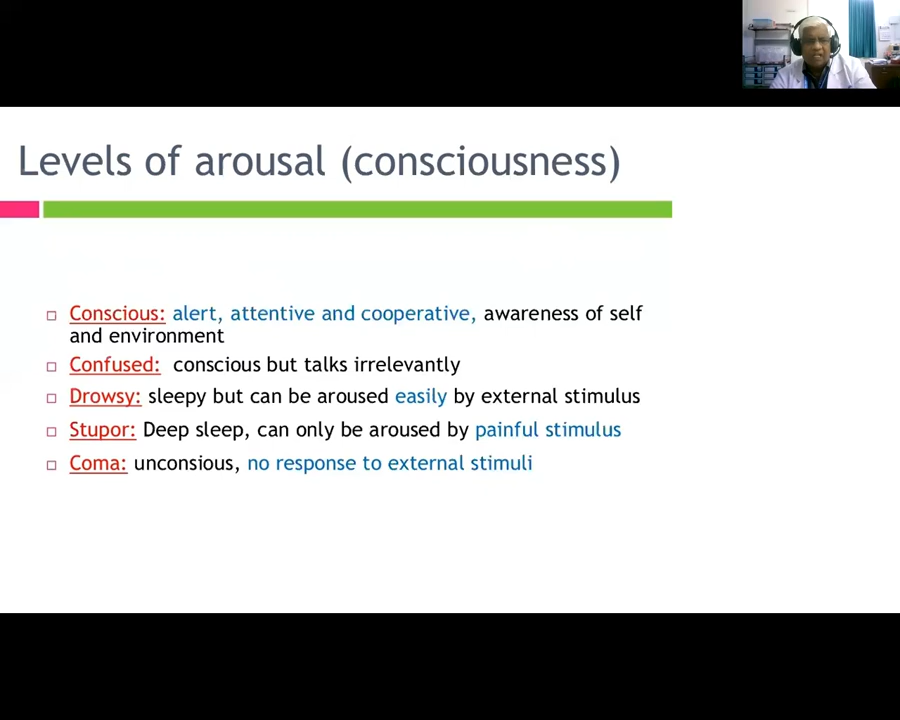 Levels of arousal (consciousness)
Conscious: alert, attentive and cooperative, awareness of self
and environment
Confused: conscious but talks irrelevantly
Drowsy: sleepy but can be aroused easily by external stimulus
Stupor: Deep sleep, can only be aroused by painful stimulus
Coma: unconsious, no response to external stimuli